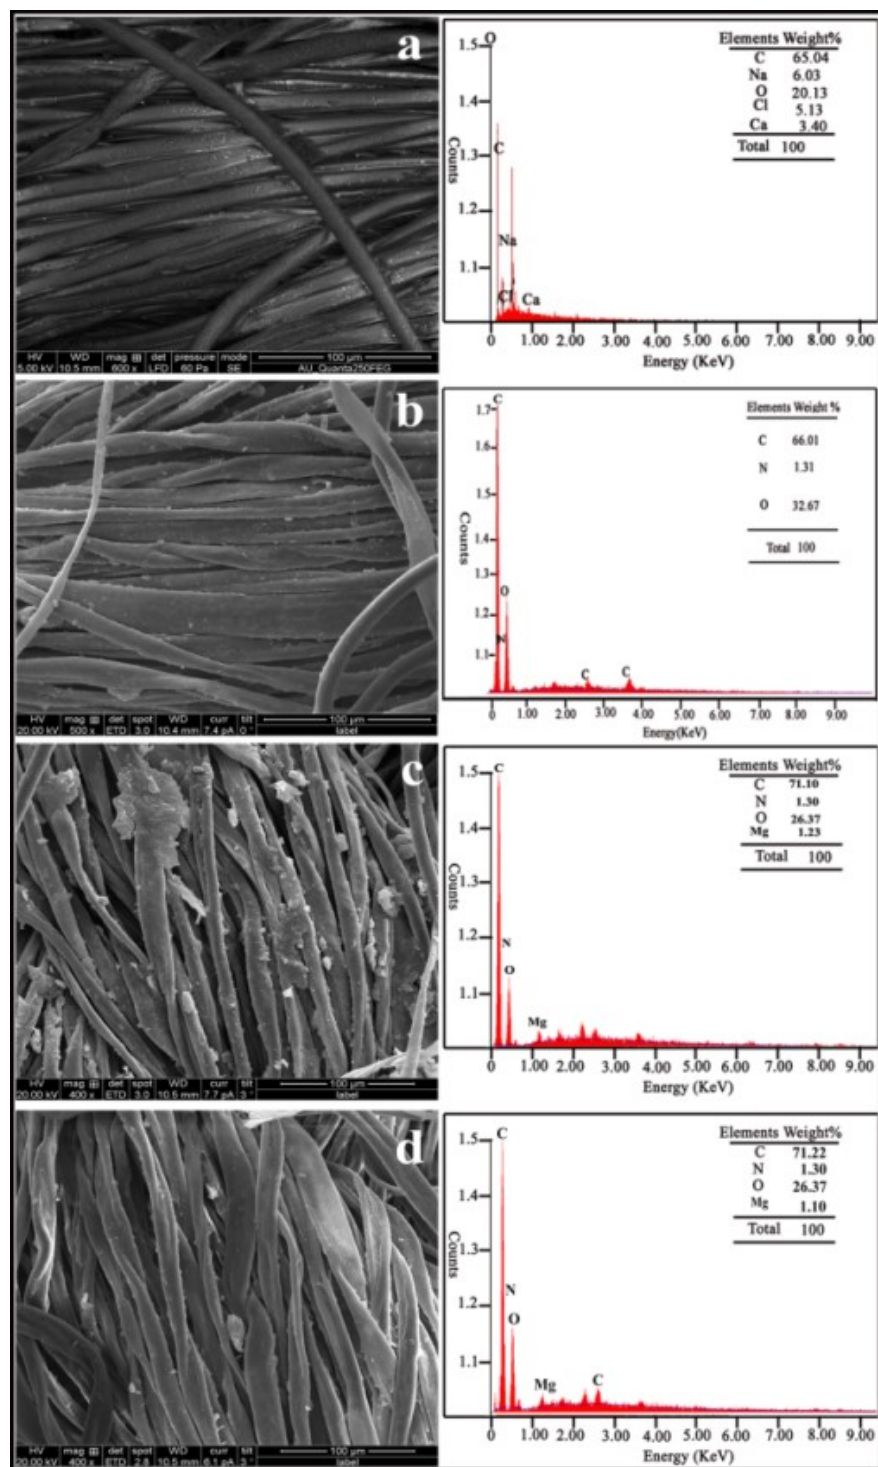 a
HV WD mag det pressure mode 100 µm
5.00 kV 10.5 mm 600 x LFD 60 Pa SE AU_Quanta250FEG
1.5 O
1.4
1.3 C
1.2
Na
1.1
Cl Ca
Counts
1.00 2.00 3.00 4.00 5.00 6.00 7.00 8.00 9.00
Energy (KeV)
Elements Weight%
C 65.04
Na 6.03
O 20.13
Cl 5.13
Ca 3.40
Total 100
b
HV mag det spot WD curr tilt 100 µm
20.00 kV 500 x ETD 3.0 10.4 mm 7.4 pA 0 ° label
1.7 C
1.6
1.5
1.4
1.3
1.2 O
N
1.1
C C
Counts
0 1.00 2.00 3.00 4.00 5.00 6.00 7.00 8.00 9.00
Energy(KeV)
Elements Weight %
C 66.01
N 1.31
O 32.67
Total 100
c
HV mag det spot WD curr tilt 100 µm
20.00 kV 400 x ETD 3.0 10.5 mm 7.7 pA 3 ° label
1.5 C
1.4
1.3
1.2 N
O
1.1
Mg
Counts
1.00 2.00 3.00 4.00 5.00 6.00 7.00 8.00 9.00
Energy (KeV)
Elements Weight%
C 71.10
N 1.30
O 26.37
Mg 1.23
Total 100
d
HV mag det spot WD curr tilt 100 µm
20.00 kV 400 x ETD 2.8 10.5 mm 6.1 pA 3 ° label
1.5 C
1.4
1.3
1.2 N
O
1.1
Mg C
Counts
0 1.00 2.00 3.00 4.00 5.00 6.00 7.00 8.00 9.00
Energy (KeV)
Elements Weight%
C 71.22
N 1.30
O 26.37
Mg 1.10
Total 100